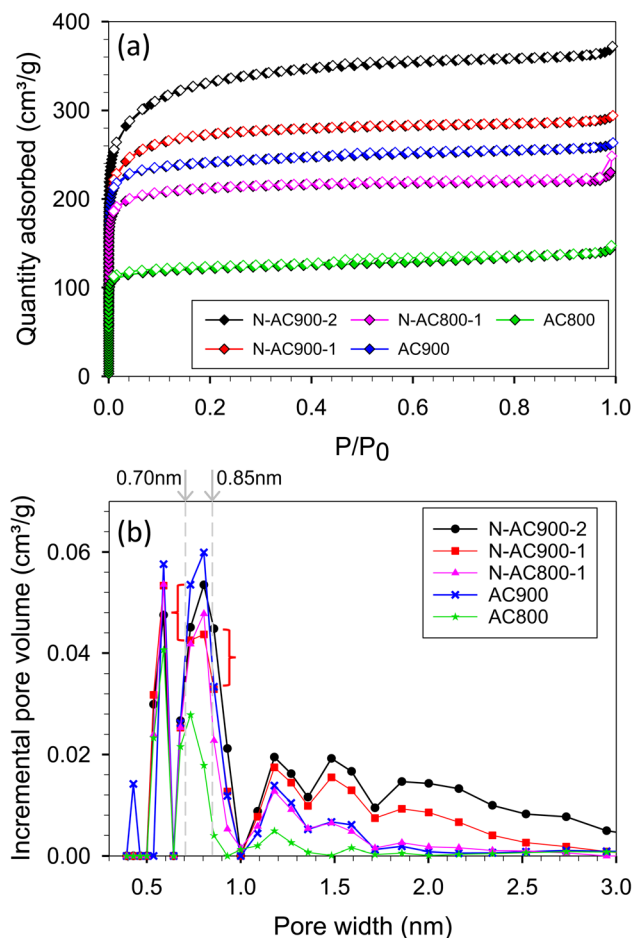 (a)
Quantity adsorbed (cm³/g)
400
300
200
100
0
N-AC900-2
N-AC800-1
AC800
N-AC900-1
AC900
0.0 0.2 0.4 0.6 0.8 1.0
P/P0
0.70nm
0.85nm
(b)
Incremental pore volume (cm³/g)
0.06
0.04
0.02
0.00
N-AC900-2
N-AC900-1
N-AC800-1
AC900
AC800
0.5 1.0 1.5 2.0 2.5 3.0
Pore width (nm)